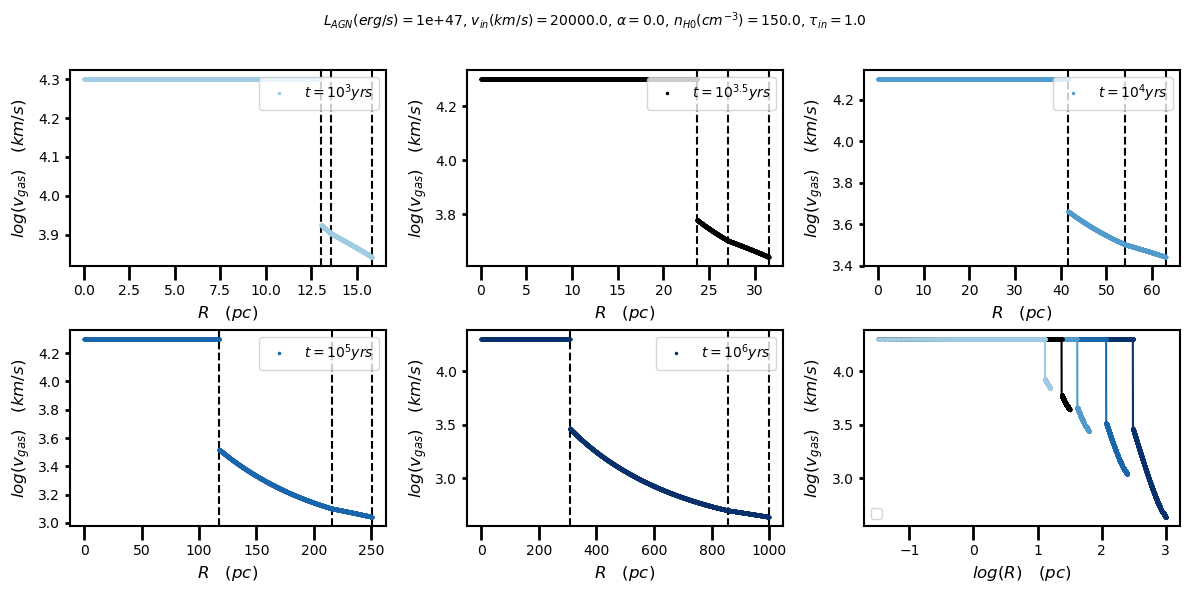 L_AGN(erg/s) = 1e+47, v_in(km/s) = 20000.0, α = 0.0, n_H0(cm^−3) = 150.0, τ_in = 1.0
4.3
4.2
4.1
4.0
3.9
log(v_gas) (km/s)
t = 10^3 yrs
0.0 2.5 5.0 7.5 10.0 12.5 15.0
R (pc)
4.2
4.0
3.8
log(v_gas) (km/s)
t = 10^3.5 yrs
0 5 10 15 20 25 30
R (pc)
4.2
4.0
3.8
3.6
3.4
log(v_gas) (km/s)
t = 10^4 yrs
0 10 20 30 40 50 60
R (pc)
4.2
4.0
3.8
3.6
3.4
3.2
3.0
log(v_gas) (km/s)
t = 10^5 yrs
0 50 100 150 200 250
R (pc)
4.0
3.5
3.0
log(v_gas) (km/s)
t = 10^6 yrs
0 200 400 600 800 1000
R (pc)
4.0
3.5
3.0
log(v_gas) (km/s)
−1 0 1 2 3
log(R) (pc)